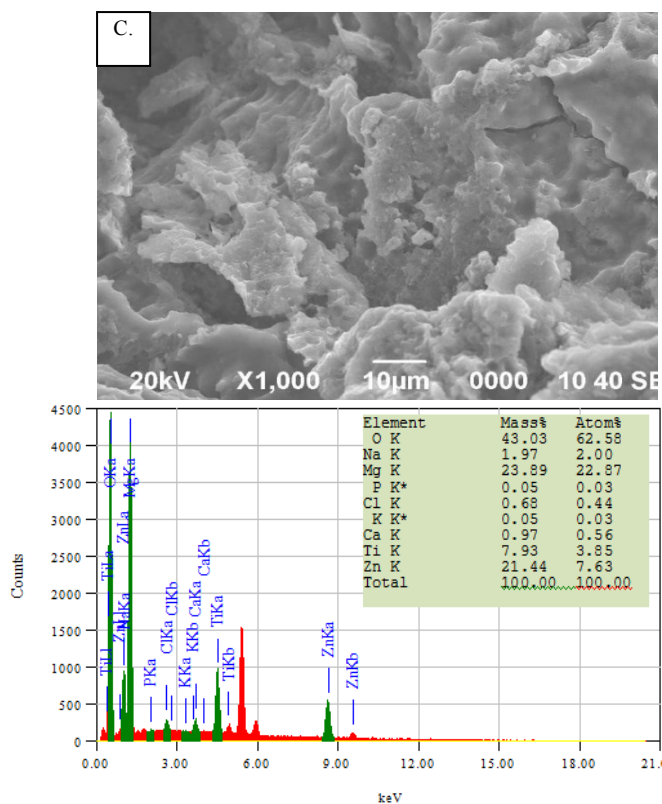 C.
20kV X1,000 10µm 0000 10 40 SE
4500
4000
3500
3000
2500
2000
1500
1000
500
0
Counts
TiLl
TiLa
OKa
ZnLa
NaKa
MgKa
PKa
ClKa
ClKb
KKa
KKb
CaKa
CaKb
TiKa
TiKb
ZnKa
ZnKb
Element Mass% Atom%
O K 43.03 62.58
Na K 1.97 2.00
Mg K 23.89 22.87
P K* 0.05 0.03
Cl K 0.68 0.44
K K* 0.05 0.03
Ca K 0.97 0.56
Ti K 7.93 3.85
Zn K 21.44 7.63
Total 100.00 100.00
0.00 3.00 6.00 9.00 12.00 15.00 18.00 21.0
keV